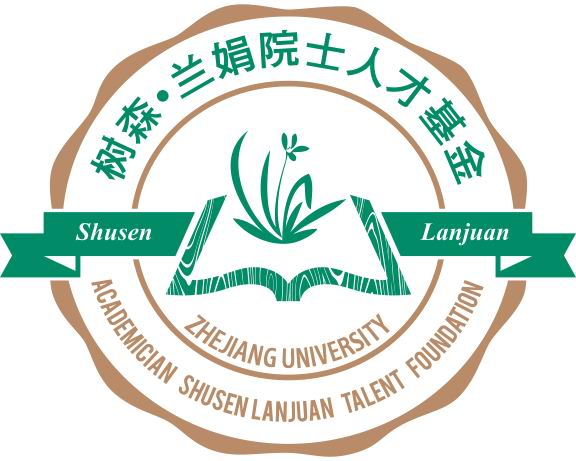 树森·兰娟院士人才基金
Shusen
Lanjuan
ZHEJIANG UNIVERSITY
ACADEMICIAN SHUSEN LANJUAN TALENT FOUNDATION